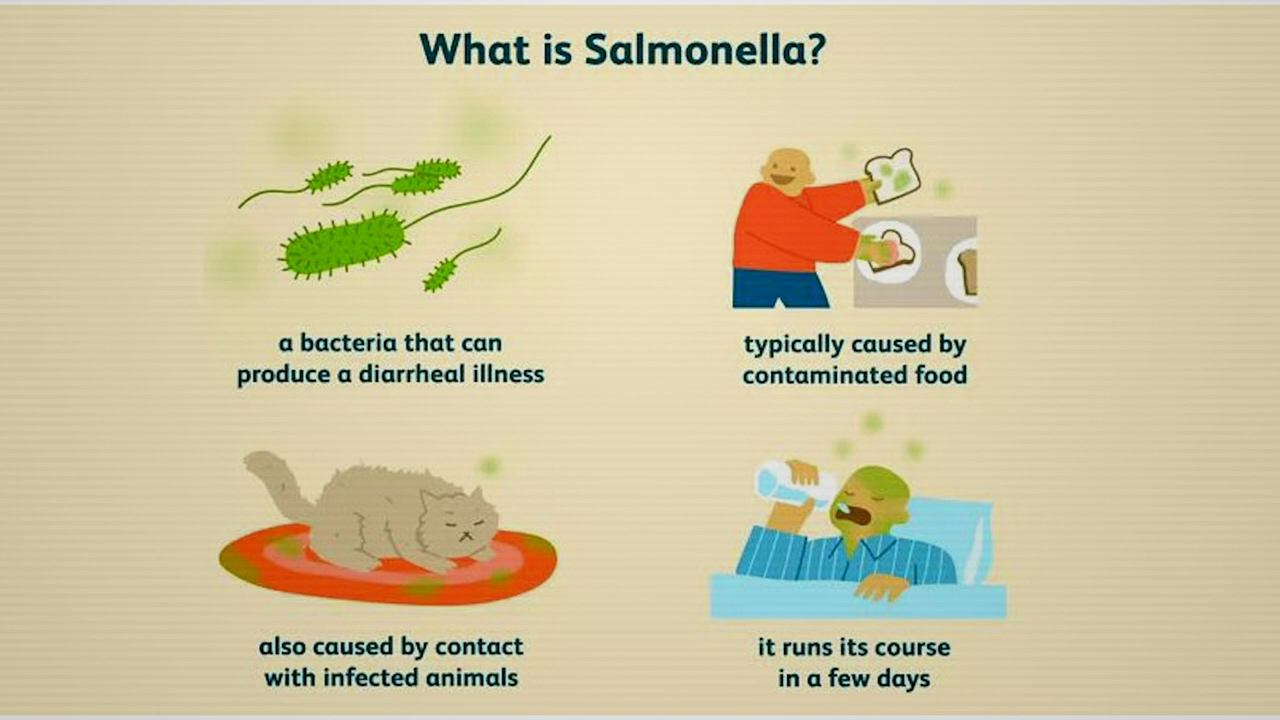 What is Salmonella?
a bacteria that can
produce a diarrheal illness
typically caused by
contaminated food
also caused by contact
with infected animals
it runs its course
in a few days